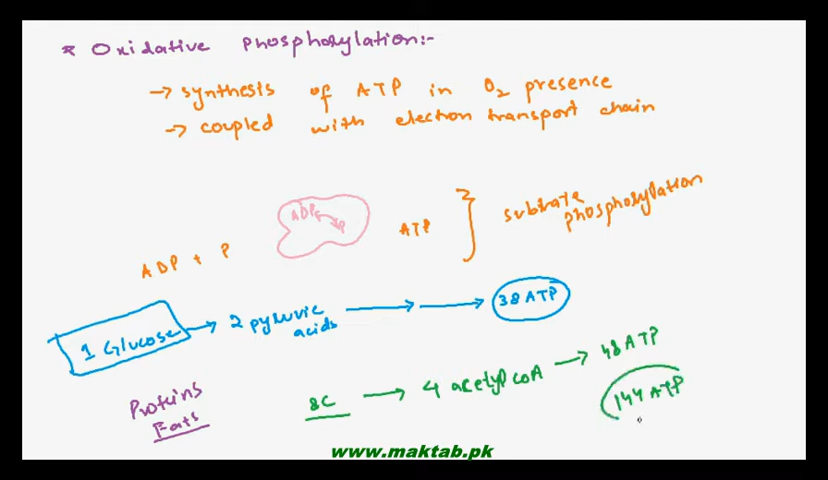 * Oxidative Phosphorylation:-
→ synthesis of ATP in O2 presence
→ coupled with electron transport chain
ADP P
ADP + P ATP } substrate phosphorylation
1 Glucose → 2 pyruvic acids → → 38 ATP
8C → 4 acetyl coA → 48 ATP
144 ATP
Proteins
Fats
www.maktab.pk